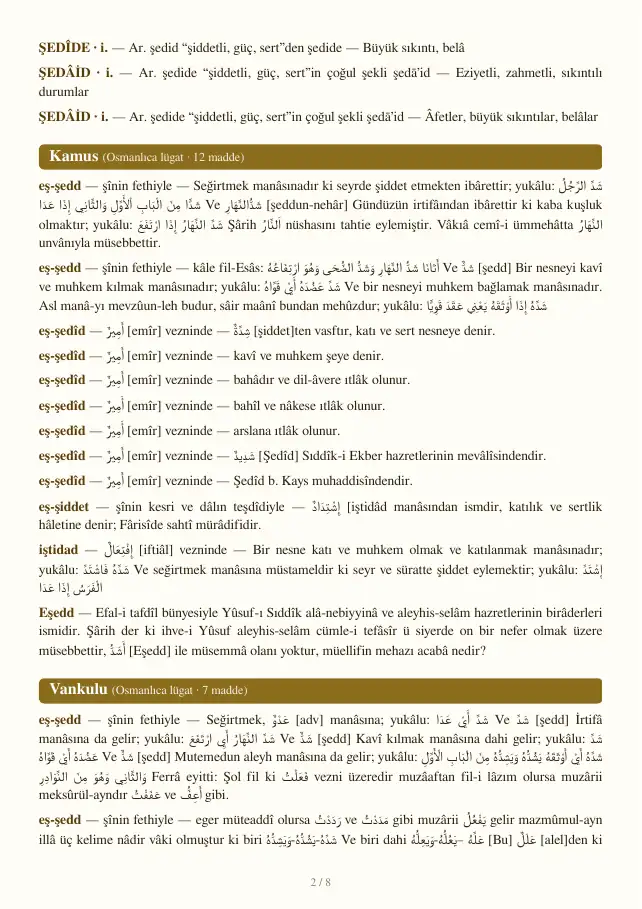 ŞEDÎDE · i. — Ar. şedid “şiddetli, güç, sert”den şedide — Büyük sıkıntı, belâ
ŞEDÂİD · i. — Ar. şedide “şiddetli, güç, sert”in çoğul şekli şedā’id — Eziyetli, zahmetli, sıkıntılı
durumlar
ŞEDÂİD · i. — Ar. şedide “şiddetli, güç, sert”in çoğul şekli şedā’id — Âfetler, büyük sıkıntılar, belâlar
Kamus (Osmanlıca lügat · 12 madde)
eş-şedd — şînin fethiyle — Seğirtmek manâsınadır ki seyrde şiddet etmekten ibârettir; yukâlu: شَدَّ الرَّجُلُ
شَدًّا مِنَ الْبَابِ اْلأَوَّلِ وَالثَّانِي إِذَا عَدَا Ve شَدُّالنَّهَارِ [şeddun-nehâr] Gündüzün irtifâından ibârettir ki kaba kuşluk
olmaktır; yukâlu: شَدَّ النَّهَارُ إِذَا ارْتَفَعَ Şârih اَلنَّارُ nüshasını tahtie eylemiştir. Vâkıâ cemî-i ümmehâtta اَلنَّهَارُ
unvânıyla müsebbettir.
eş-şedd — şînin fethiyle — kâle fil-Esâs: أَتَانَا شَدُّ النَّهَارِ وَشَدُّ الضُّحَى وَهُوَ ارْتِفَاعُهُ Ve شَدٌّ [şedd] Bir nesneyi kavî
ve muhkem kılmak manâsınadır; yukâlu: شَدَّ عَضُدَهُ أَيْ قَوَّاهُ Ve bir nesneyi muhkem bağlamak manâsınadır.
Asl manâ-yı mevzûun-leh budur, sâir maânî bundan mehûzdur; yukâlu: شَدَّهُ إِذَا أَوْثَقَهُ يَعْنِي عَقَدَ قَوِيًّا
eş-şedîd — أَمِيرٌ [emîr] vezninde — شِدَّةٌ [şiddet]ten vasftır, katı ve sert nesneye denir.
eş-şedîd — أَمِيرٌ [emîr] vezninde — kavî ve muhkem şeye denir.
eş-şedîd — أَمِيرٌ [emîr] vezninde — bahâdır ve dil-âvere ıtlâk olunur.
eş-şedîd — أَمِيرٌ [emîr] vezninde — bahîl ve nâkese ıtlâk olunur.
eş-şedîd — أَمِيرٌ [emîr] vezninde — arslana ıtlâk olunur.
eş-şedîd — أَمِيرٌ [emîr] vezninde — شَدِيدٌ [Şedîd] Sıddîk-i Ekber hazretlerinin mevâlîsindendir.
eş-şedîd — أَمِيرٌ [emîr] vezninde — Şedîd b. Kays muhaddisîndendir.
eş-şiddet — şînin kesri ve dâlın teşdîdiyle — إِشْتِدَادٌ [iştidâd manâsından ismdir, katılık ve sertlik
hâletine denir; Fârisîde sahtî mürâdifidir.
iştidad — إِفْتِعَالٌ [iftiâl] vezninde — Bir nesne katı ve muhkem olmak ve katılanmak manâsınadır;
yukâlu: شَدَّهُ فَاشْتَدَّ Ve seğirtmek manâsına müstameldir ki seyr ve süratte şiddet eylemektir; yukâlu: إِشْتَدَّ
الْفَرَسُ إِذَا عَدَا
Eşedd — Efal-i tafdîl bünyesiyle Yûsuf-ı Sıddîk alâ-nebiyyinâ ve aleyhis-selâm hazretlerinin birâderleri
ismidir. Şârih der ki ihve-i Yûsuf aleyhis-selâm cümle-i tefâsîr ü siyerde on bir nefer olmak üzere
müsebbettir, أَشَدُّ [Eşedd] ile müsemmâ olanı yoktur, müellifin mehazı acabâ nedir?
Vankulu (Osmanlıca lügat · 7 madde)
eş-şedd — şînin fethiyle — Seğirtmek, عَدْوٌ [adv] manâsına; yukâlu: شَدَّ أَيْ عَدَا Ve شَدّ [şedd] İrtifâ
manâsına da gelir; yukâlu: شَدَّ النَّهَارُ أَيِ ارْتَفَعَ Ve شَدٌّ [şedd] Kavî kılmak manâsına dahi gelir; yukâlu: شَدَّ
عَضُدَهُ أَيْ قَوَّاهُ Ve شَدٌّ [şedd] Mutemedun aleyh manâsına da gelir; yukâlu: شَدَّهُ أَيْ أَوْثَقَهُ يَشُدُّهُ وَيَشِدُّهُ مِنَ الْبَابِ الْأَوَّلِ
وَالثَّانِي وَهُوَ مِنَ النَّوَادِرِ Ferrâ eyitti: Şol fil ki فَعَلْتُ vezni üzeredir muzâaftan fil-i lâzım olursa muzârii
meksûrül-ayndır عَفَفْتُ ve أَعِفُّ gibi.
eş-şedd — şînin fethiyle — eger müteaddî olursa رَدَدْتُ ve مَدَدْتُ gibi muzârii يَفْعُلُ gelir mazmûmul-ayn
illâ üç kelime nâdir vâki olmuştur ki biri شَدَّهُ-يَشُدُّهُ-وَيَشِدُّهُ Ve biri dahi عَلَّهُ –يَعُلُّهُ-وَيَعِلُّهُ [Bu] عَلَلٌ [alel]den ki
2 / 8